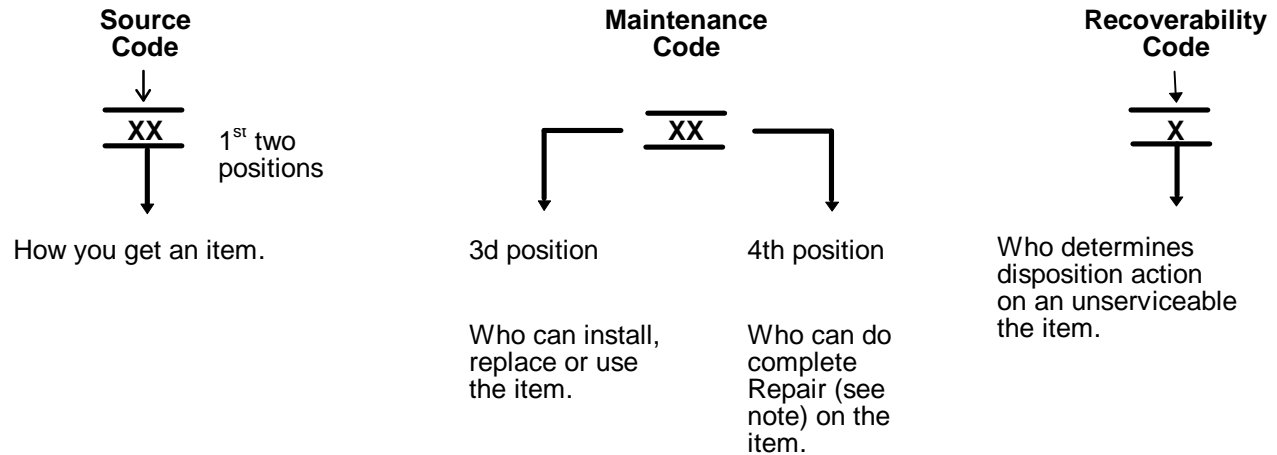 Source
Code
XX
1st two
positions
How you get an item.
Maintenance
Code
XX
3d position
Who can install,
replace or use
the item.
4th position
Who can do
complete
Repair (see
note) on the
item.
Recoverability
Code
X
Who determines
disposition action
on an unserviceable
the item.